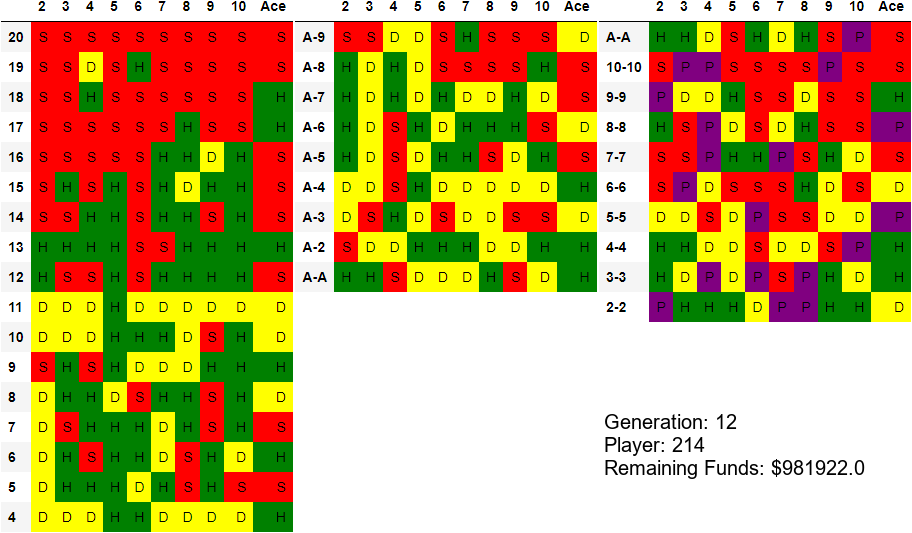 2 3 4 5 6 7 8 9 10 Ace
20 S S S S S S S S S S
19 S S D S H S S S S S
18 S S H S S S S S S H
17 S S S S S S H S S H
16 S S S S S H H D H S
15 S H S H S H D H H S
14 S S H H S H H S H S
13 H H H H S S H H H H
12 H S S H S H H H H S
11 D D D H D D D D D D
10 D D D H H H D S H D
9 S H S H D D D H H H
8 D H H D S H H S H D
7 D S H H H D H S H S
6 D H S H H D S H D H
5 D H H H D H S H S S
4 D D D H H D D D D H
2 3 4 5 6 7 8 9 10 Ace
A-9 S S D D S H S S S D
A-8 H D H D S S S S H S
A-7 H D H D H D D H D S
A-6 H D S H D H H H S D
A-5 H D S D H H S D H S
A-4 D D S H D D D D D H
A-3 D S H D S D D S S D
A-2 S D D H H H D D H H
A-A H H S D D D H S D H
2 3 4 5 6 7 8 9 10 Ace
A-A H H D S H D H S P S
10-10 S P P S S S S P S S
9-9 P D D H S S D S S H
8-8 H S P D S D H S S P
7-7 S S P H H P S H D S
6-6 S P D S S S H D S D
5-5 D D S D P S S D D P
4-4 H H D D S D D S P H
3-3 H D P D P S P H D H
2-2 P H H H D P P H H D
Generation: 12
Player: 214
Remaining Funds: $981922.0